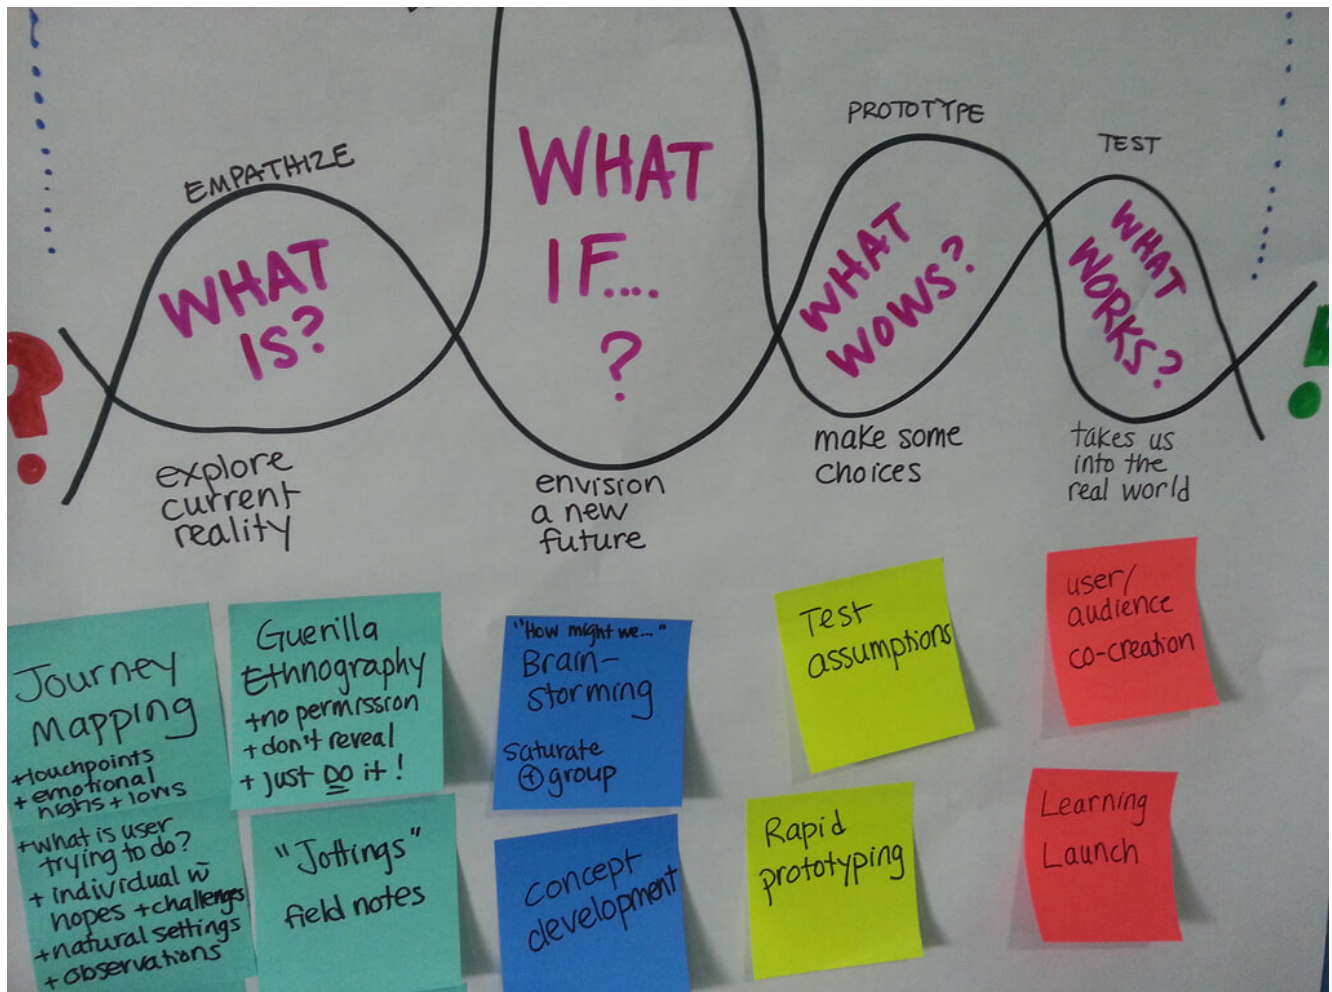 EMPATHIZE
WHAT
IS?
explore
current
reality
WHAT
IF....
?
envision
a new
future
PROTOTYPE
WHAT
WOWS?
make some
choices
TEST
WHAT
WORKS?
takes us
into the
real world
?
!
Journey
Mapping
+touchpoints
+ emotional
highs + lows
+what is user
trying to do?
+ individual w̃
hopes + challenges
+natural settings
+ observations
Guerilla
Ethnography
+no permission
+ don't reveal
+ just DO it!
"Jottings"
field notes
"How might we..."
Brain-
storming
saturate
⊕ group
concept
development
Test
assumptions
Rapid
prototyping
user/
audience
co-creation
Learning
Launch